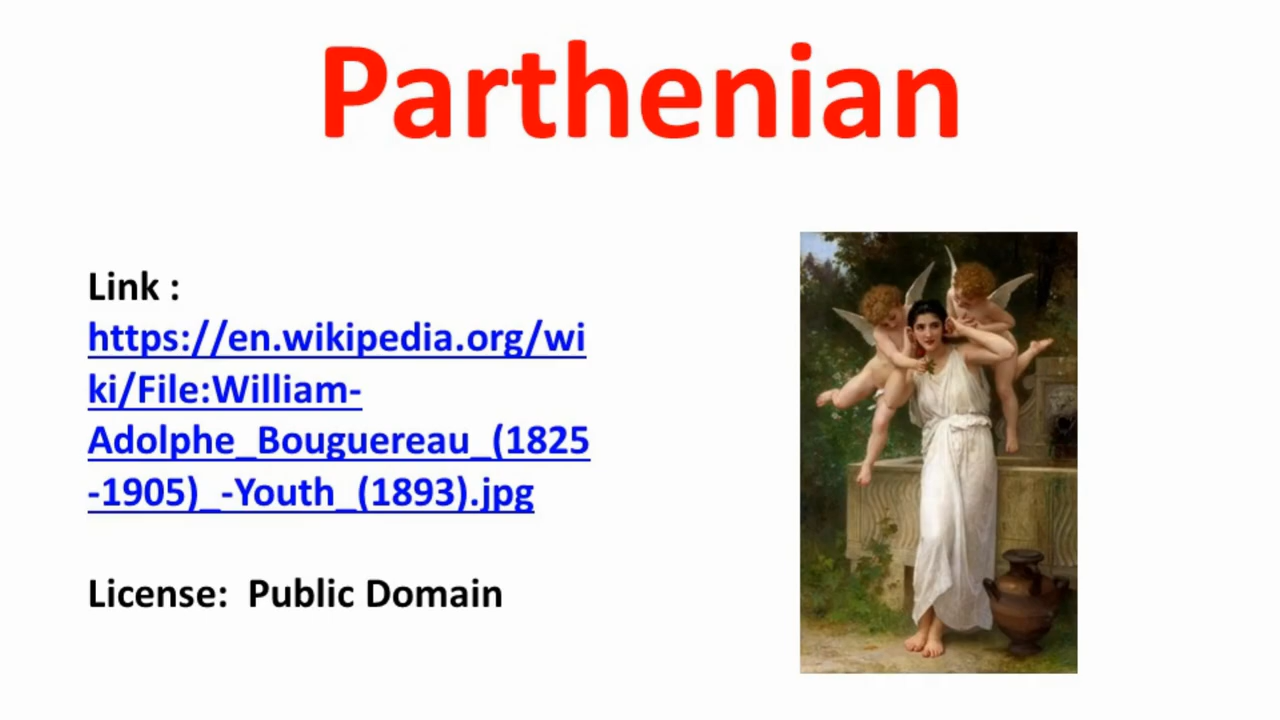 Parthenian
Link :
https://en.wikipedia.org/wi
ki/File:William-
Adolphe_Bouguereau_(1825
-1905)_-Youth_(1893).jpg
License:  Public Domain